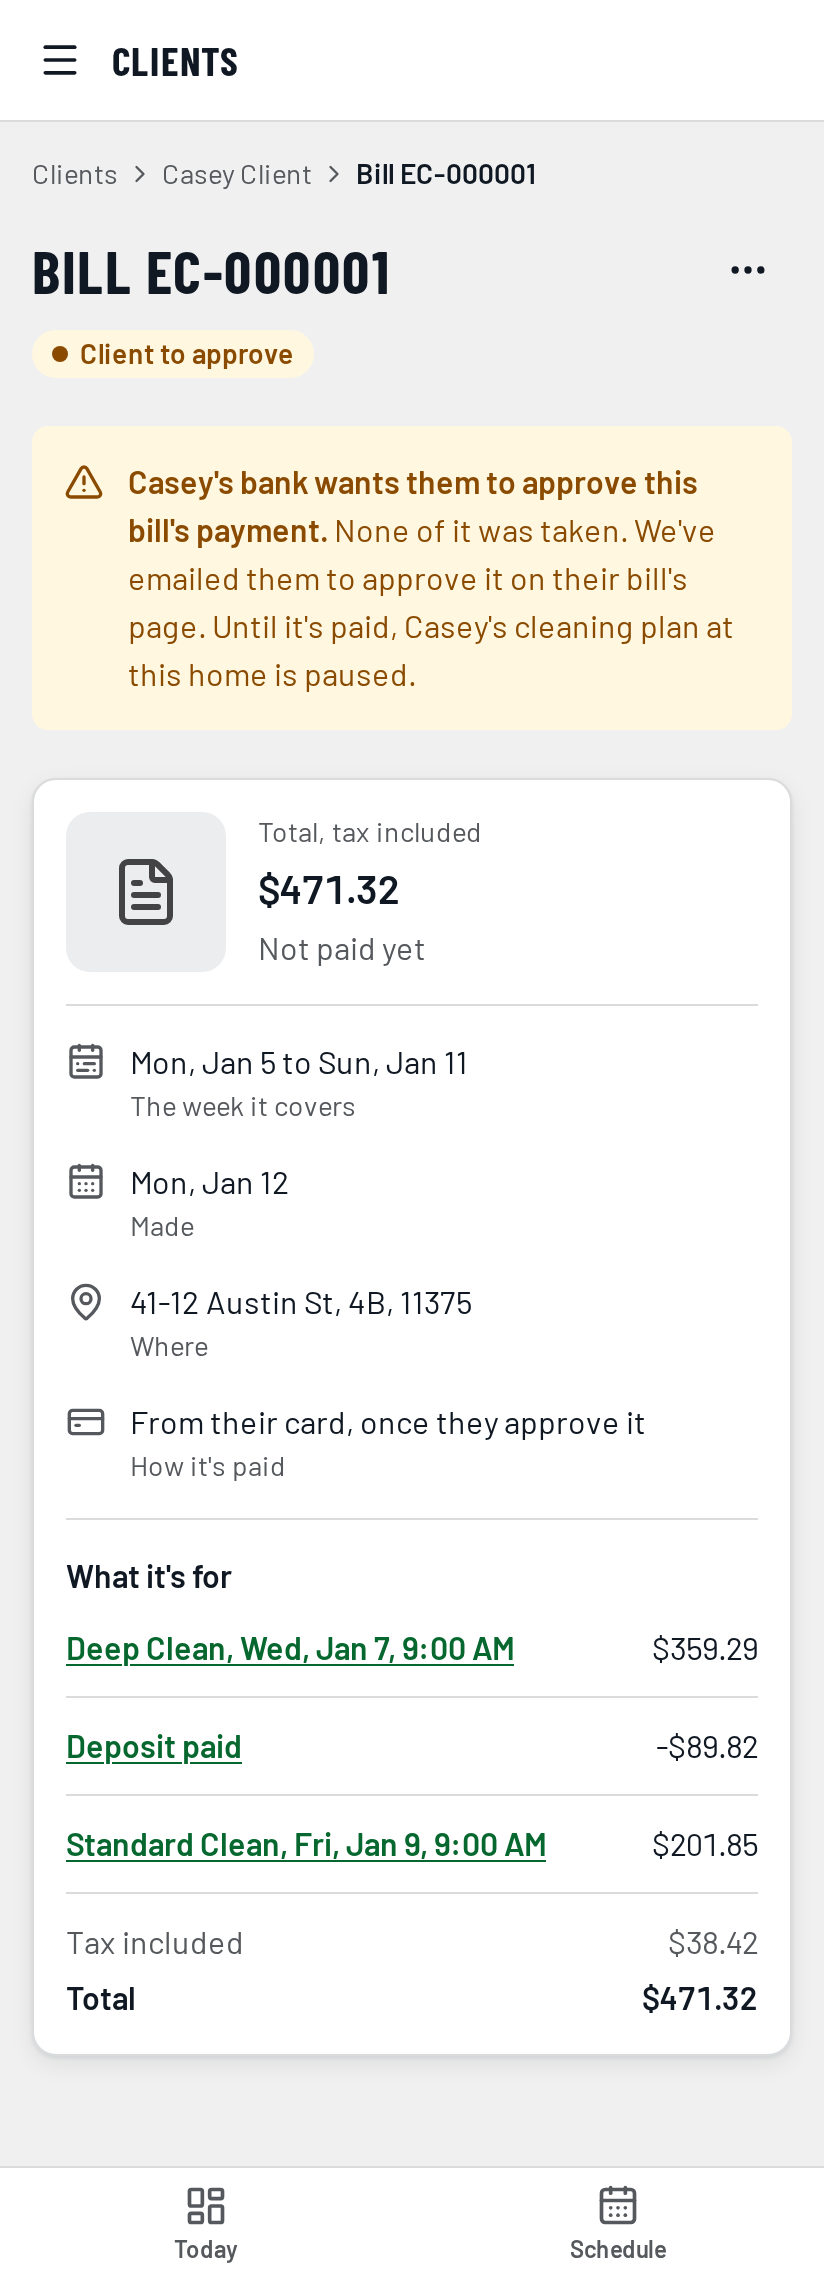 CLIENTS
Clients > Casey Client > Bill EC-000001
BILL EC-000001
Client to approve
Casey's bank wants them to approve this
bill's payment. None of it was taken. We've
emailed them to approve it on their bill's
page. Until it's paid, Casey's cleaning plan at
this home is paused.
Total, tax included
$471.32
Not paid yet
Mon, Jan 5 to Sun, Jan 11
The week it covers
Mon, Jan 12
Made
41-12 Austin St, 4B, 11375
Where
From their card, once they approve it
How it's paid
What it's for
Deep Clean, Wed, Jan 7, 9:00 AM $359.29
Deposit paid -$89.82
Standard Clean, Fri, Jan 9, 9:00 AM $201.85
Tax included $38.42
Total $471.32
Today Schedule